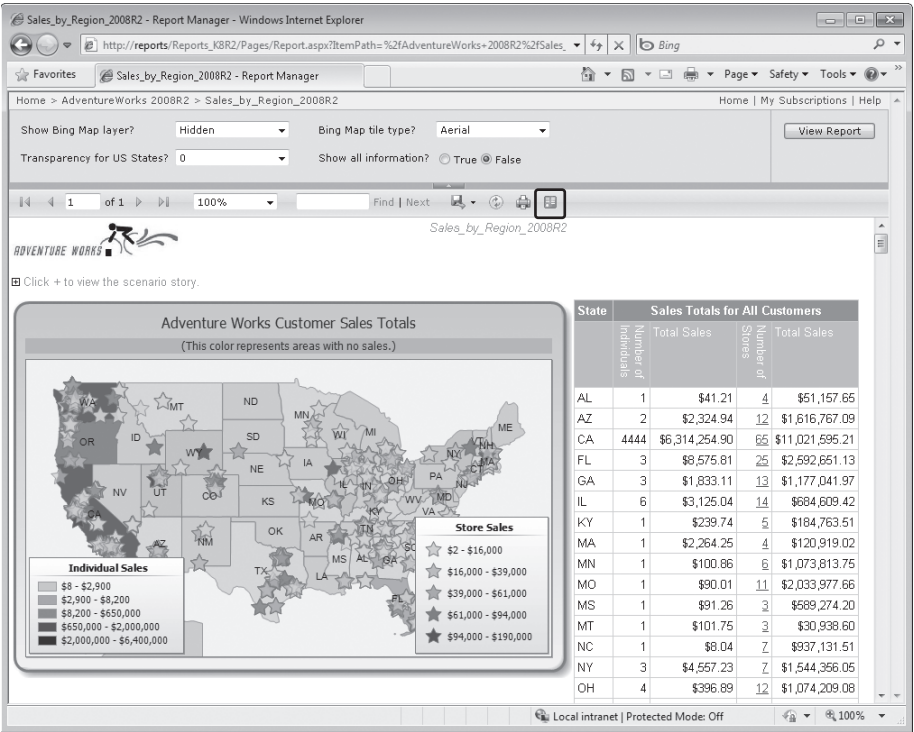 Sales_by_Region_2008R2 - Report Manager - Windows Internet Explorer
http://reports/Reports_K8R2/Pages/Report.aspx?ItemPath=%2fAdventureWorks+2008R2%2fSales_
Bing
Favorites
Sales_by_Region_2008R2 - Report Manager
Page Safety Tools
Home > AdventureWorks 2008R2 > Sales_by_Region_2008R2
Home | My Subscriptions | Help
Show Bing Map layer? Hidden Bing Map tile type? Aerial View Report
Transparency for US States? 0 Show all information? True False
1 of 1 100% Find | Next
ADVENTURE WORKS
Sales_by_Region_2008R2
Click + to view the scenario story.
Adventure Works Customer Sales Totals
(This color represents areas with no sales.)
WA
MT
ND
MN
OR
ID
WY
SD
WI
MI
NY
VT
NH
ME
MA
CT
NV
UT
CO
NE
IA
IL
IN
OH
PA
NJ
CA
KS
MO
KY
WV
MD
VA
AZ
NM
OK
AR
TN
SC
TX
LA
MS
AL
GA
FL
Individual Sales
$8 - $2,900
$2,900 - $8,200
$8,200 - $650,000
$650,000 - $2,000,000
$2,000,000 - $6,400,000
Store Sales
$2 - $16,000
$16,000 - $39,000
$39,000 - $61,000
$61,000 - $94,000
$94,000 - $190,000
State Sales Totals for All Customers
Number of Individuals Total Sales Number of Stores Total Sales
AL 1 $41.21 4 $51,157.65
AZ 2 $2,324.94 12 $1,616,767.09
CA 4444 $6,314,254.90 65 $11,021,595.21
FL 3 $8,575.81 25 $2,592,651.13
GA 3 $1,833.11 13 $1,177,041.97
IL 6 $3,125.04 14 $684,609.42
KY 1 $239.74 5 $184,763.51
MA 1 $2,264.25 4 $120,919.02
MN 1 $100.86 6 $1,073,813.75
MO 1 $90.01 11 $2,033,977.66
MS 1 $91.26 3 $589,274.20
MT 1 $101.75 3 $30,938.60
NC 1 $8.04 7 $937,131.51
NY 3 $4,557.23 7 $1,544,356.05
OH 4 $396.89 12 $1,074,209.08
Local intranet | Protected Mode: Off
100%